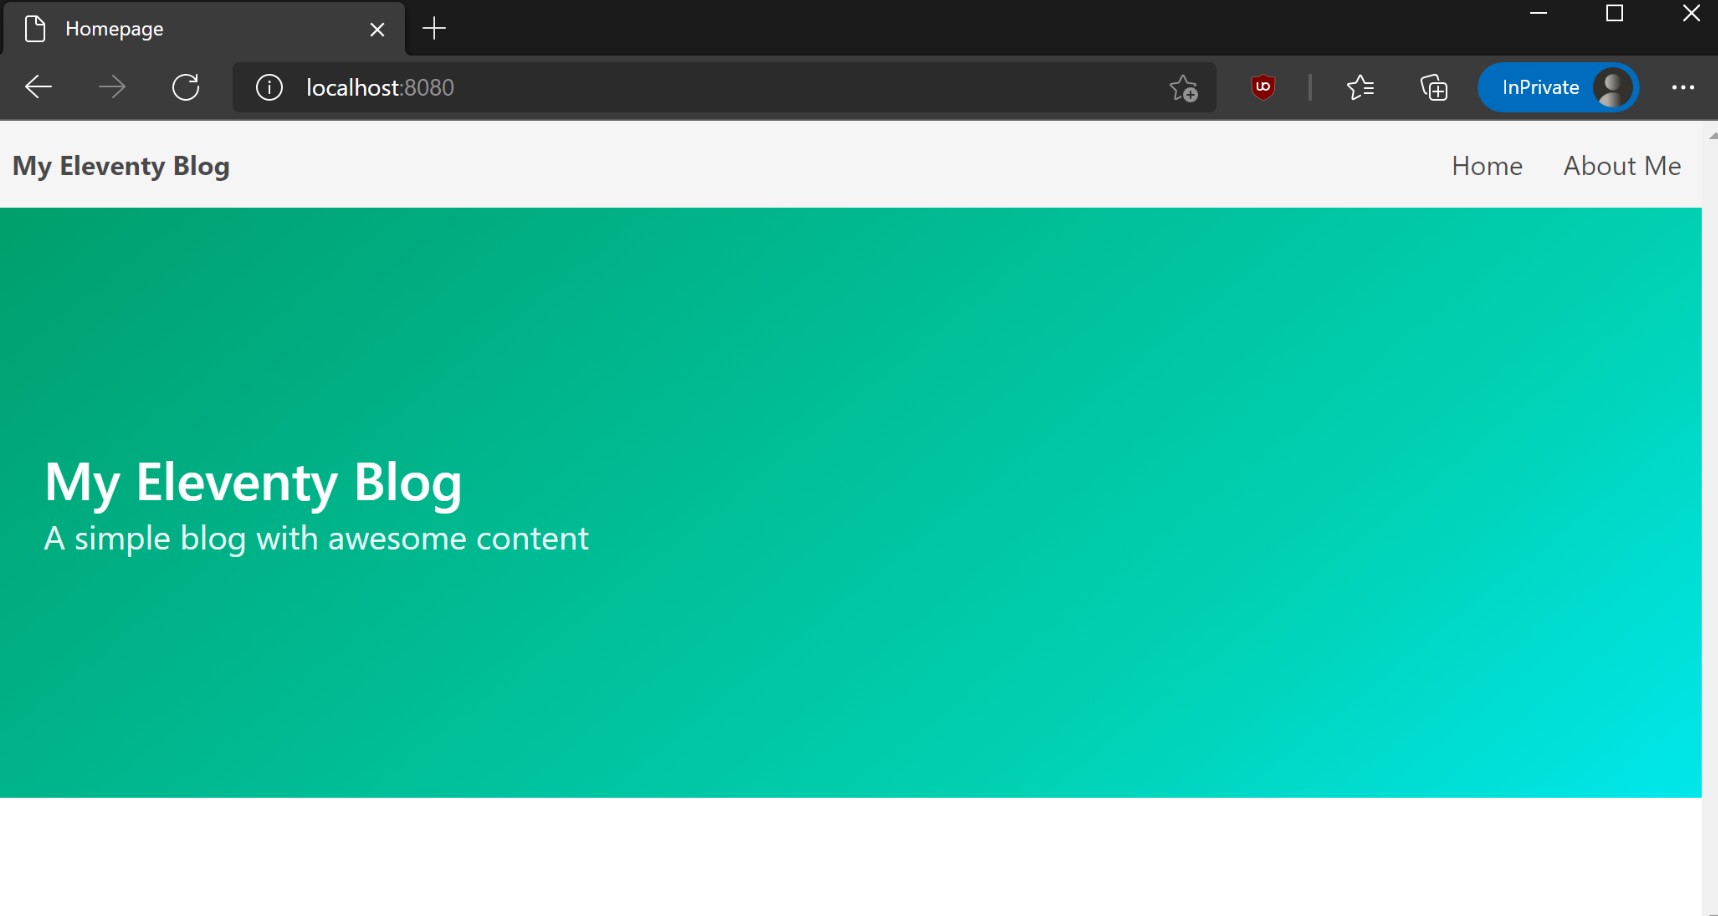 Homepage
localhost:8080
InPrivate
My Eleventy Blog
Home
About Me
My Eleventy Blog
A simple blog with awesome content